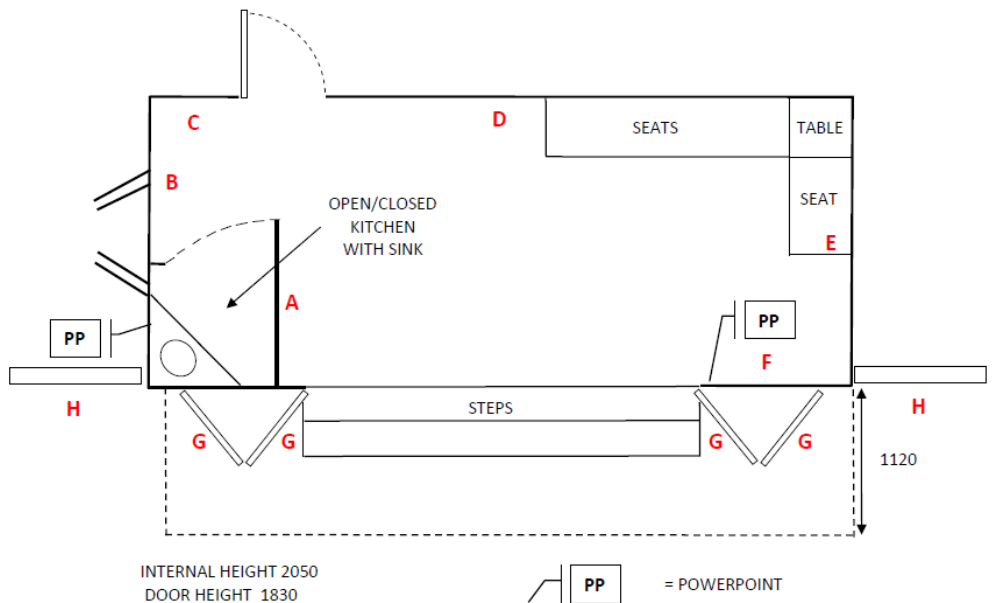 C
D
SEATS
TABLE
B
SEAT
OPEN/CLOSED
KITCHEN
WITH SINK
E
A
PP
PP
F
H
STEPS
H
G
G
G
G
1120
INTERNAL HEIGHT 2050
DOOR HEIGHT 1830
PP
= POWERPOINT